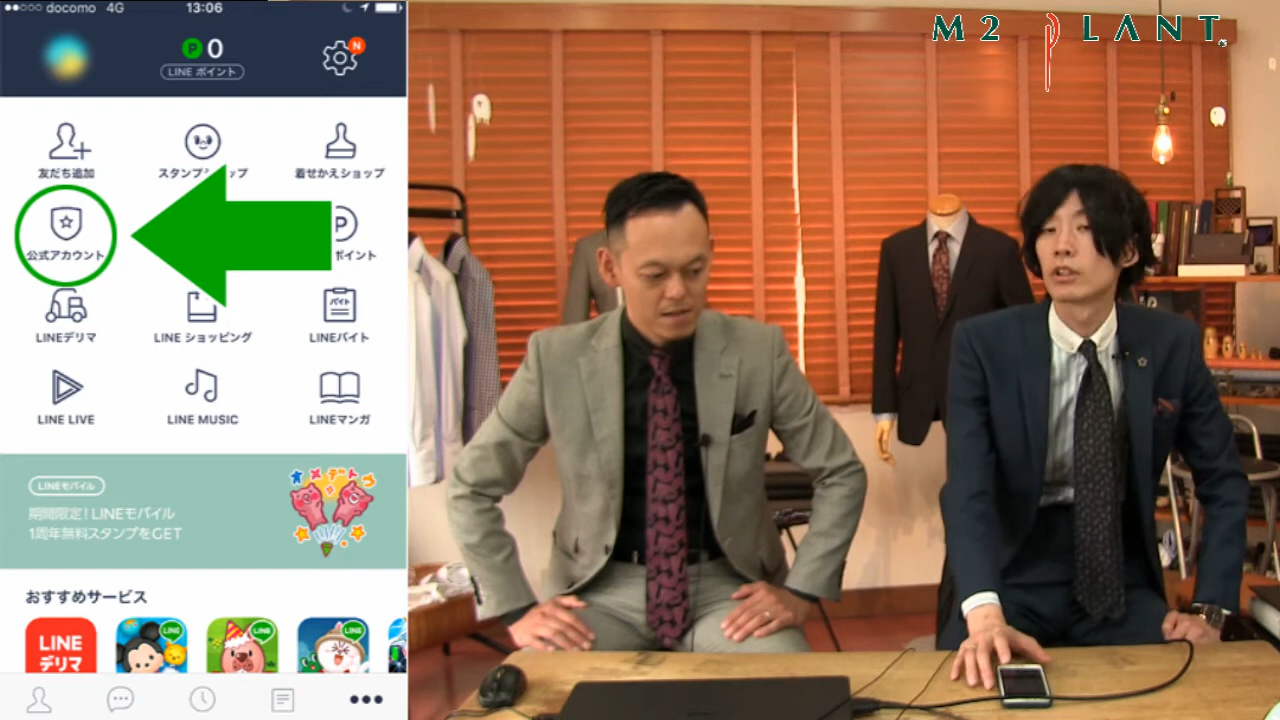 docomo 4G 13:06
P 0
N
LINE ポイント
友だち追加
スタンプショップ
着せかえショップ
公式アカウント
P
ポイント
LINEデリマ
LINE ショッピング
バイト
LINEバイト
LINE LIVE
LINE MUSIC
LINEマンガ
LINEモバイル
期間限定！LINEモバイル
1周年無料スタンプをGET
おすすめサービス
LINE
デリマ
LINE
LINE
LINE
M2 PLANT.